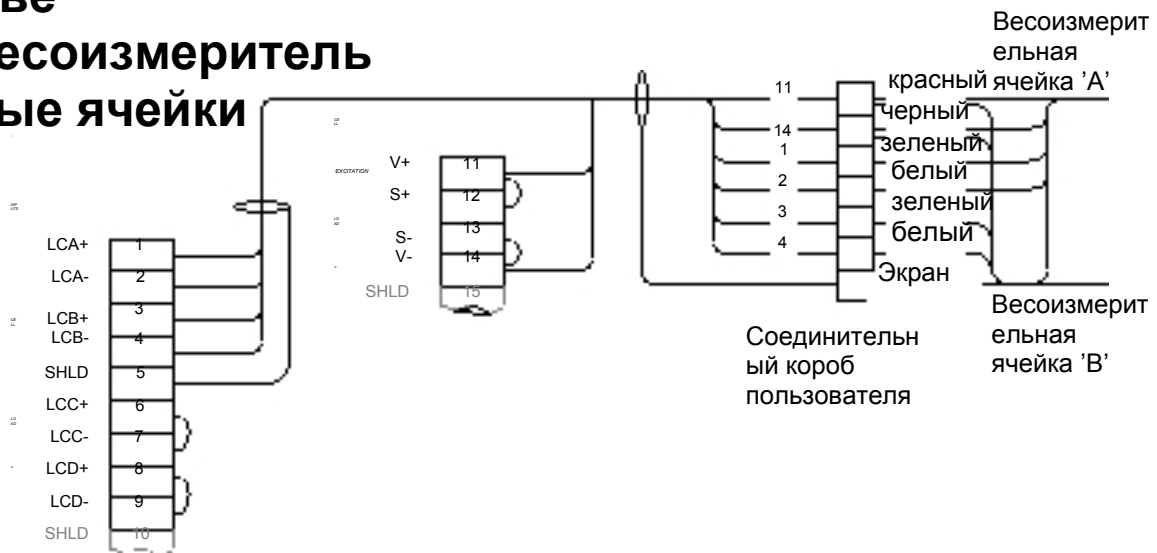 ве
есоизмеритель
ые ячейки
LCA+ 1
LCA- 2
LCB+ 3
LCB- 4
SHLD 5
LCC+ 6
LCC- 7
LCD+ 8
LCD- 9
SHLD 10
EXCITATION
V+ 11
S+ 12
S- 13
V- 14
SHLD 15
11
14
1
2
3
4
красный
черный
зеленый
белый
зеленый
белый
Экран
Соединительн
ый короб
пользователя
Весоизмерит
ельная
ячейка ’A’
Весоизмерит
ельная
ячейка ’B’